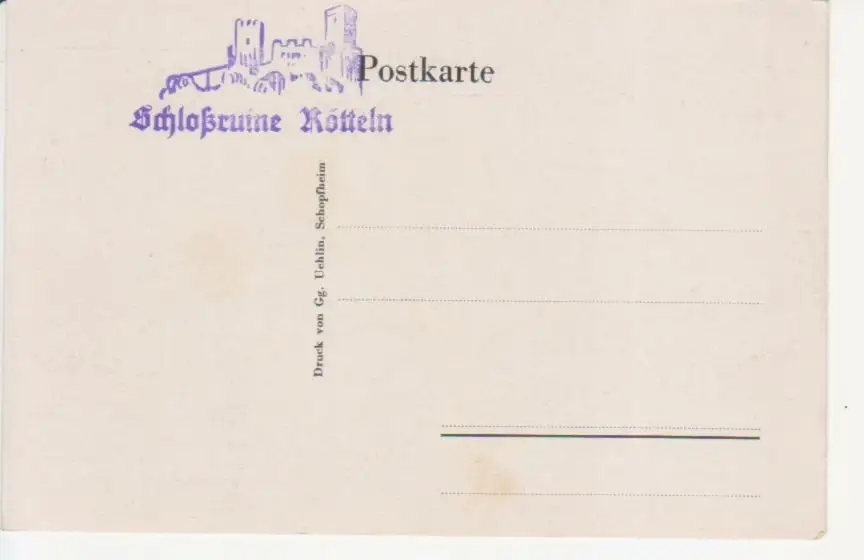 Postkarte
Schloßruine Rötteln
Druck von Gg. Uehlin, Schopfheim